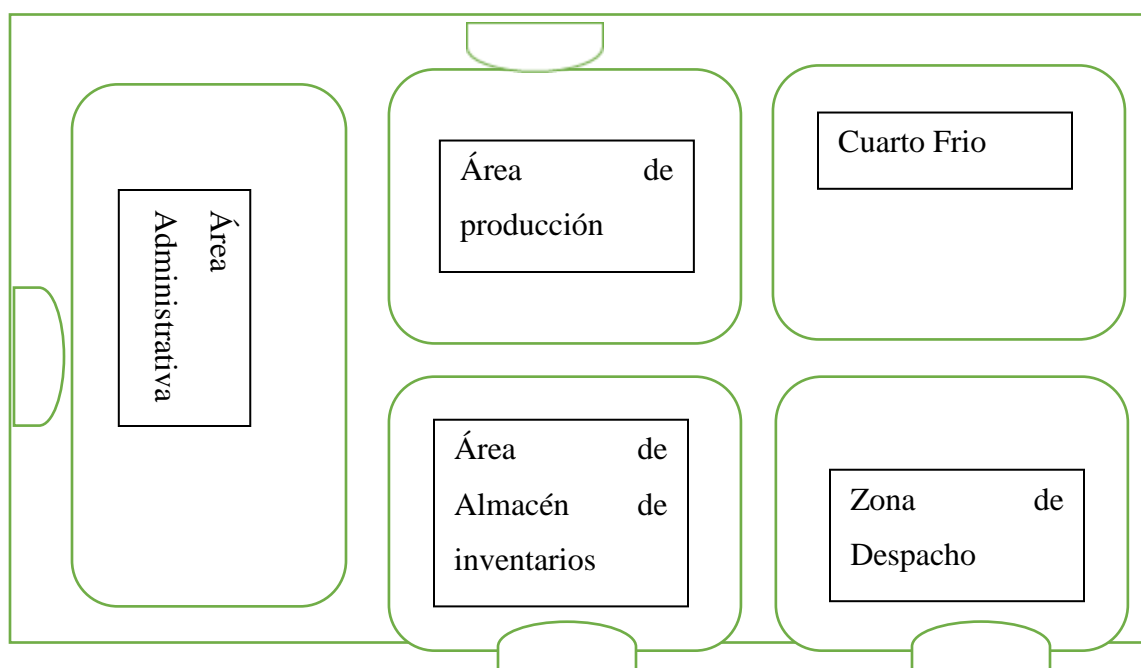 Área
Administrativa
Área de
producción
Cuarto Frio
Área de
Almacén de
inventarios
Zona de
Despacho